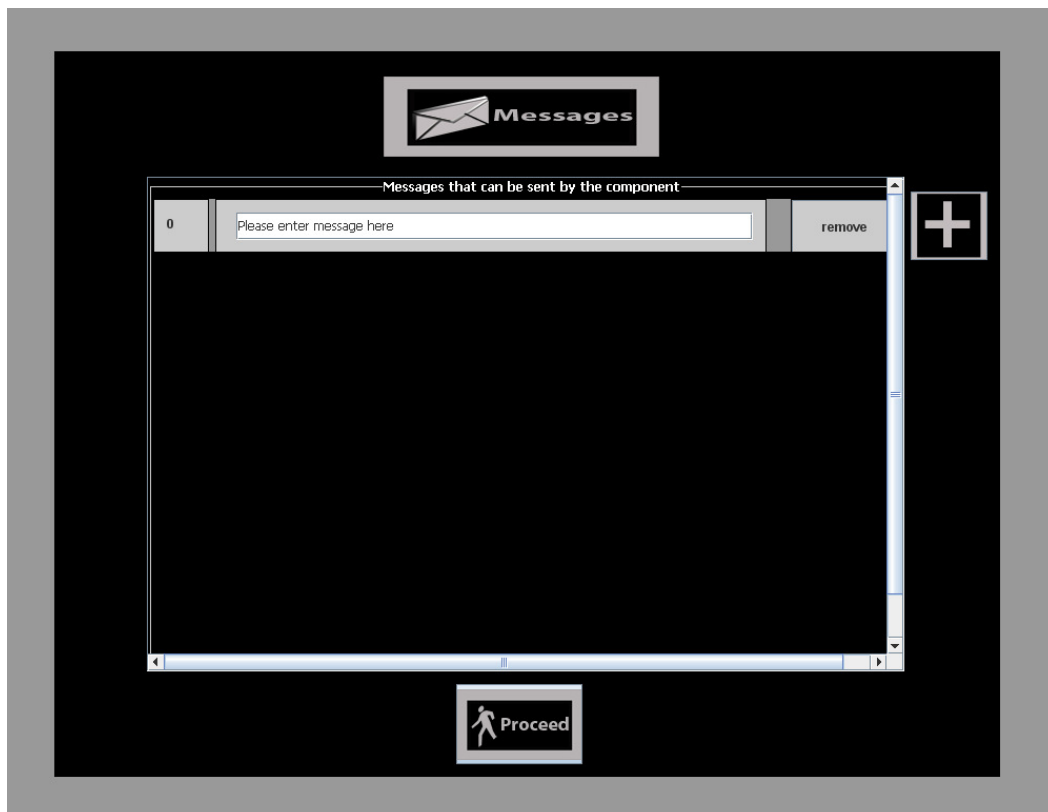 Messages
Messages that can be sent by the component
0 Please enter message here remove
Proceed